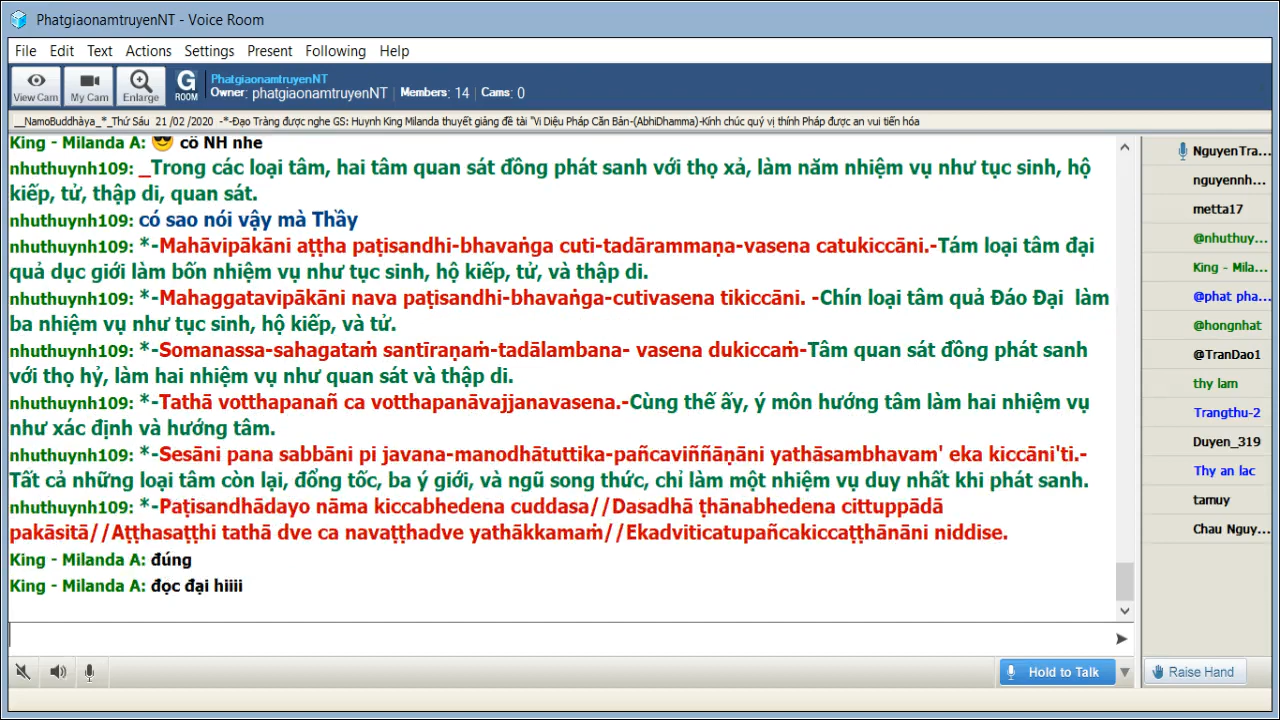 PhatgiaonamtruyenNT - Voice Room
File Edit Text Actions Settings Present Following Help
View Cam My Cam Enlarge G ROOM
PhatgiaonamtruyenNT
Owner: phatgiaonamtruyenNT Members: 14 Cams: 0
__NamoBuddhàya_*_Thứ Sáu 21 /02 /2020 -*-Đạo Tràng được nghe GS: Huynh King Milanda thuyết giảng đề tài "Vi Diệu Pháp Căn Bản-(AbhiDhamma)-Kính chúc quý vị thính Pháp được an vui tiến hóa
King - Milanda A: 😎 cõ NH nhe
nhuthuynh109: _Trong các loại tâm, hai tâm quan sát đồng phát sanh với thọ xả, làm năm nhiệm vụ như tục sinh, hộ
kiếp, tử, thập di, quan sát.
nhuthuynh109: có sao nói vậy mà Thầy
nhuthuynh109: *-Mahāvipākāni aṭṭha paṭisandhi-bhavaṅga cuti-tadārammaṇa-vasena catukiccāni.-Tám loại tâm đại
quả dục giới làm bốn nhiệm vụ như tục sinh, hộ kiếp, tử, và thập di.
nhuthuynh109: *-Mahaggatavipākāni nava paṭisandhi-bhavaṅga-cutivasena tikiccāni. -Chín loại tâm quả Đáo Đại làm
ba nhiệm vụ như tục sinh, hộ kiếp, và tử.
nhuthuynh109: *-Somanassa-sahagataṁ santīraṇaṁ-tadālambana- vasena dukiccaṁ-Tâm quan sát đồng phát sanh
với thọ hỷ, làm hai nhiệm vụ như quan sát và thập di.
nhuthuynh109: *-Tathā votthapanañ ca votthapanāvajjanavasena.-Cùng thế ấy, ý môn hướng tâm làm hai nhiệm vụ
như xác định và hướng tâm.
nhuthuynh109: *-Sesāni pana sabbāni pi javana-manodhātuttika-pañcaviññāṇāni yathāsambhavam' eka kiccāni'ti.-
Tất cả những loại tâm còn lại, đổng tốc, ba ý giới, và ngũ song thức, chỉ làm một nhiệm vụ duy nhất khi phát sanh.
nhuthuynh109: *-Paṭisandhādayo nāma kiccabhedena cuddasa//Dasadhā ṭhānabhedena cittuppādā
pakāsitā//Aṭṭhasaṭṭhi tathā dve ca navaṭṭhadve yathākkamaṁ//Ekadviticatupañcakiccaṭṭhānāni niddise.
King - Milanda A: đúng
King - Milanda A: đọc đại hiiii
NguyenTra...
nguyennh...
metta17
@nhuthuy...
King - Mila...
@phat pha...
@hongnhat
@TranDao1
thy lam
Trangthu-2
Duyen_319
Thy an lac
tamuy
Chau Nguy...
Hold to Talk Raise Hand